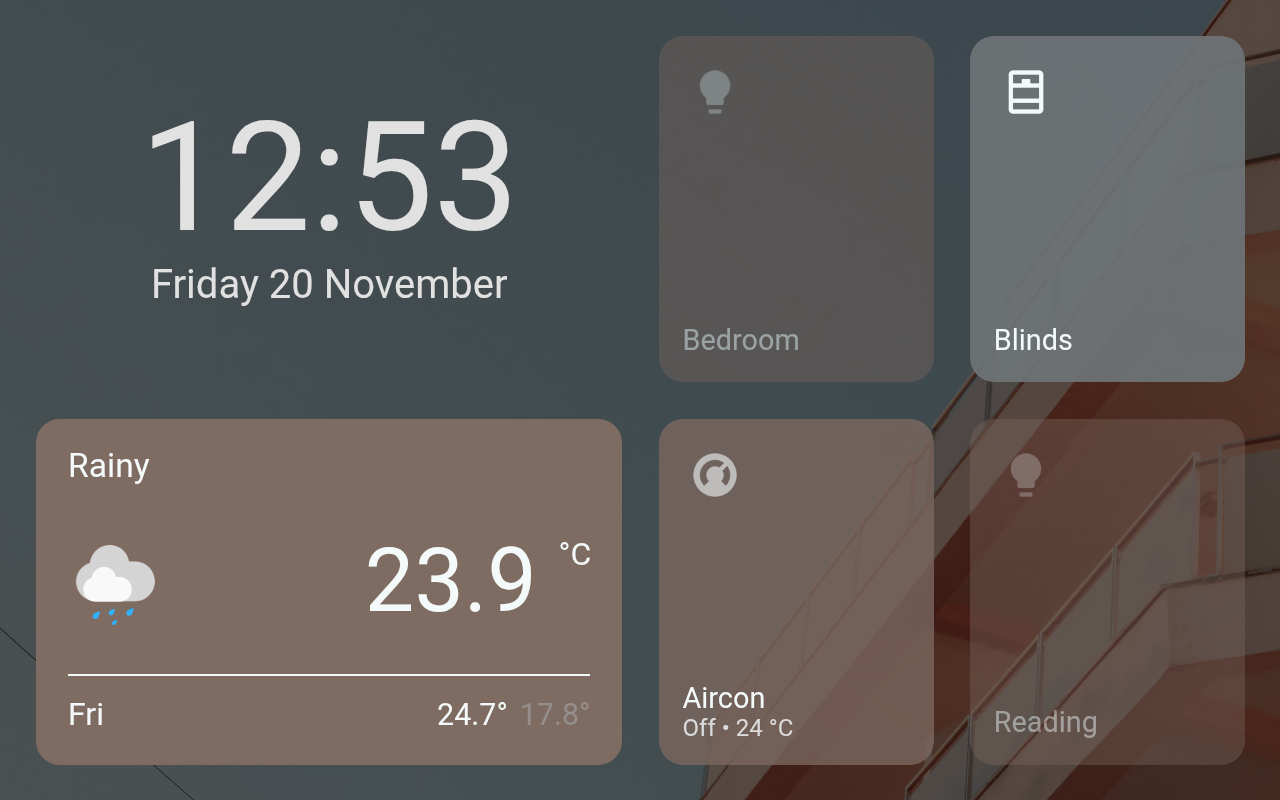 12:53
Friday 20 November
Bedroom
Blinds
Rainy
23.9 °C
Fri 24.7° 17.8°
Aircon
Off • 24 °C
Reading